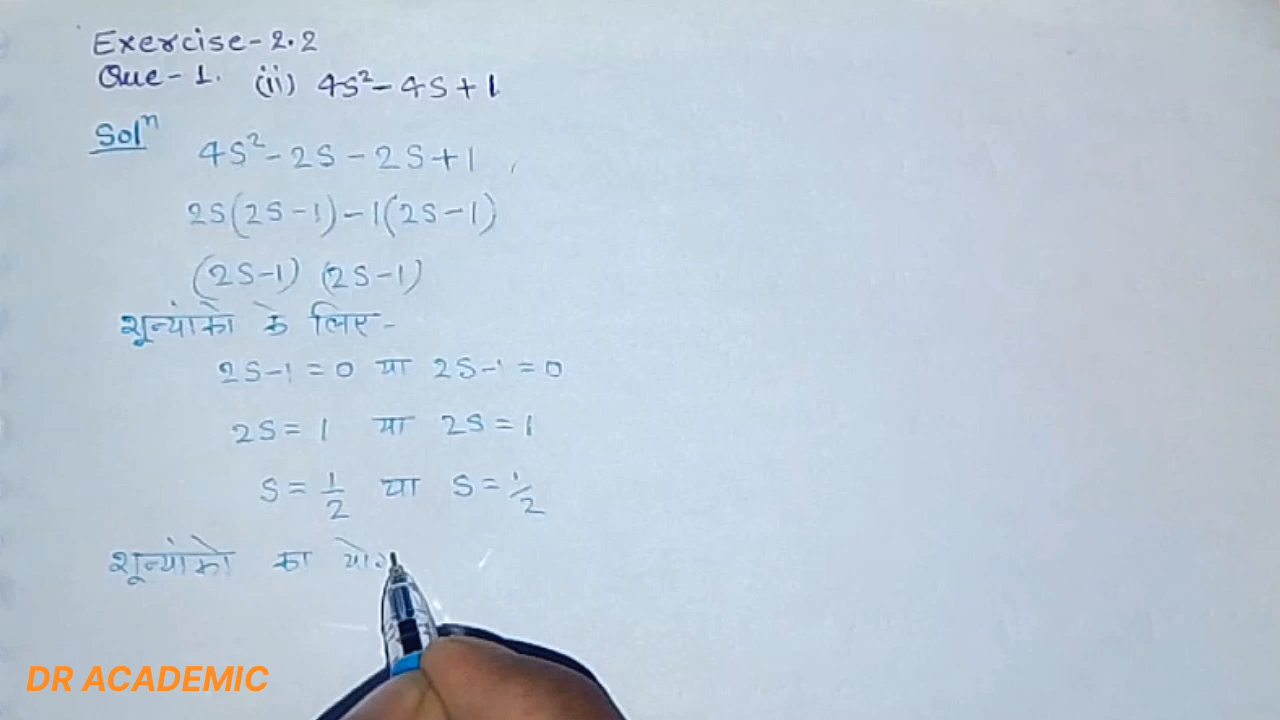 Exercise-2.2
Que-1. (ii) 4s²-4s+1
Solⁿ
4s²-2s-2s+1
2s(2s-1)-1(2s-1)
(2s-1) (2s-1)
शून्यांको के लिए-
2s-1=0 या 2s-1=0
2s=1 या 2s=1
s=1/2 या s=1/2
शून्यांको का
DR ACADEMIC